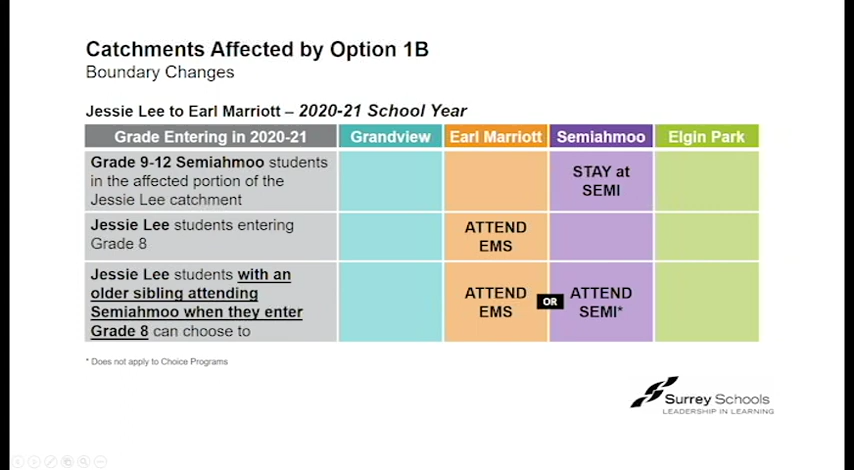 Catchments Affected by Option 1B
Boundary Changes
Jessie Lee to Earl Marriott – 2020-21 School Year
Grade Entering in 2020-21
Grandview
Earl Marriott
Semiahmoo
Elgin Park
Grade 9-12 Semiahmoo students
in the affected portion of the
Jessie Lee catchment
STAY at
SEMI
Jessie Lee students entering
Grade 8
ATTEND
EMS
Jessie Lee students with an
older sibling attending
Semiahmoo when they enter
Grade 8 can choose to
ATTEND
EMS
OR
ATTEND
SEMI*
* Does not apply to Choice Programs
Surrey Schools
LEADERSHIP IN LEARNING